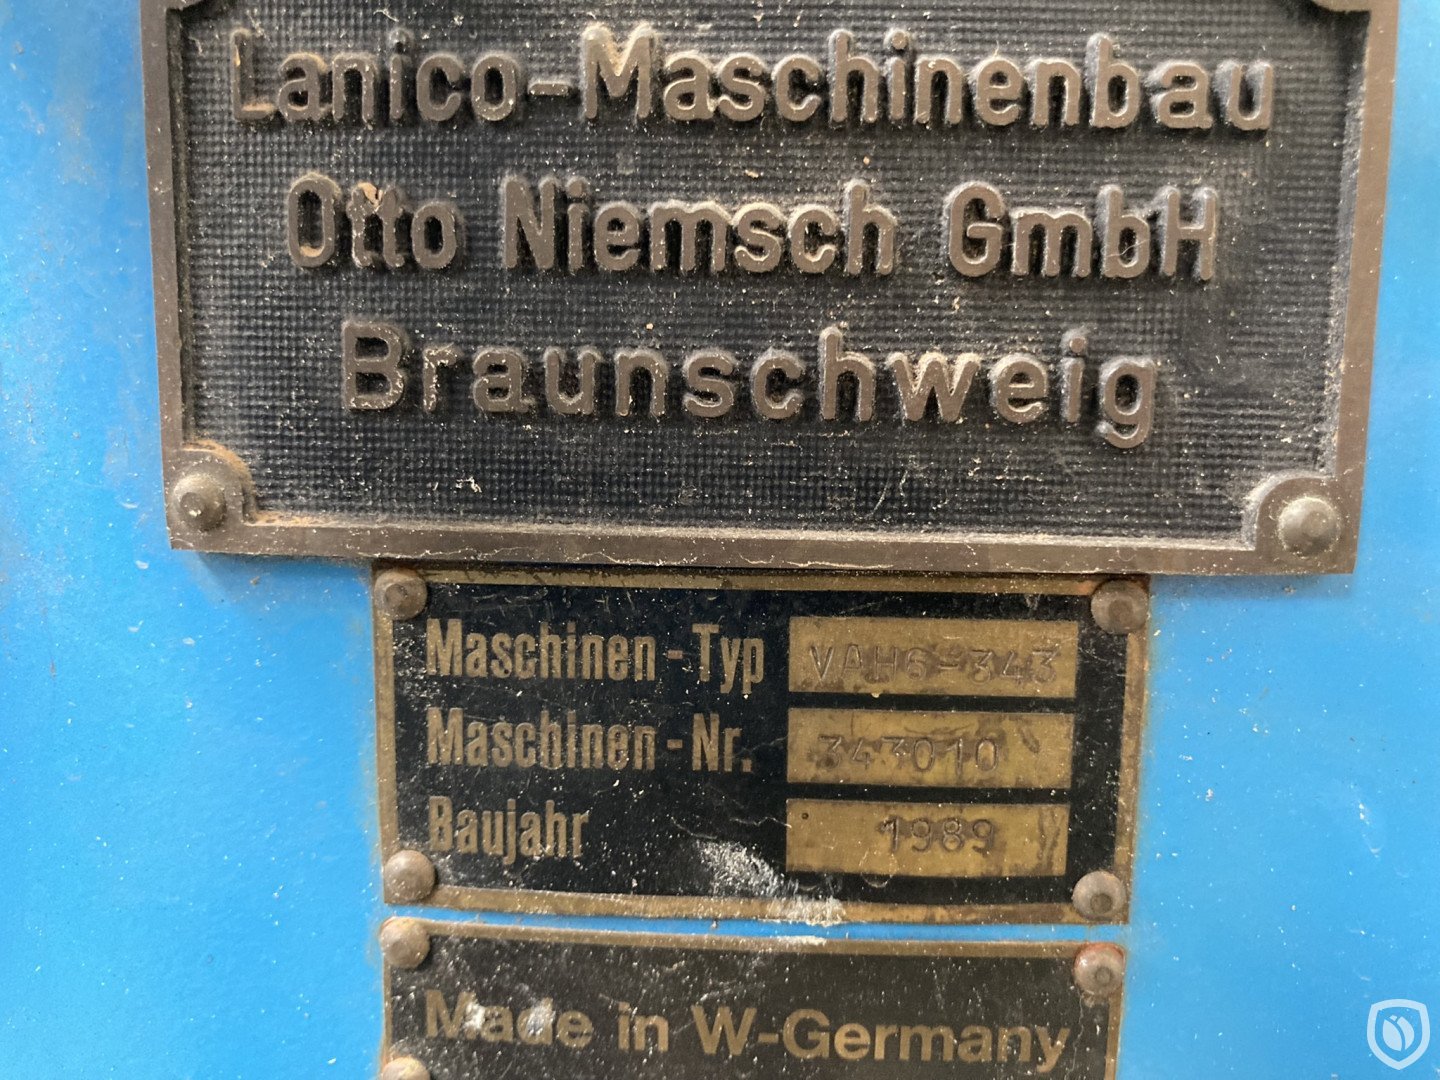 Lanico-Maschinenbau
Otto Niemsch GmbH
Braunschweig
Maschinen-Typ VAH6-343
Maschinen-Nr. 343010
Baujahr 1989
Made in W-Germany